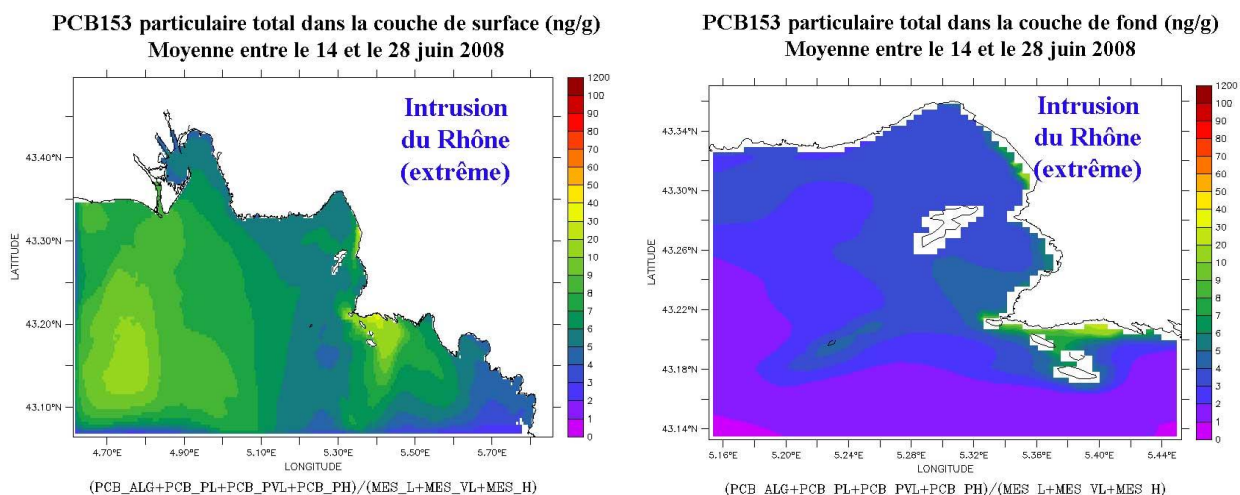 PCB153 particulaire total dans la couche de surface (ng/g)
Moyenne entre le 14 et le 28 juin 2008
Intrusion
du Rhône
(extrême)
1200
100
90
80
70
60
50
40
30
20
10
9
8
7
6
5
4
3
2
1
0
LATITUDE
43.40°N
43.30°N
43.20°N
43.10°N
4.70°E 4.90°E 5.10°E 5.30°E 5.50°E 5.70°E
LONGITUDE
(PCB_ALG+PCB_PL+PCB_PVL+PCB_PH)/(MES_L+MES_VL+MES_H)
PCB153 particulaire total dans la couche de fond (ng/g)
Moyenne entre le 14 et le 28 juin 2008
Intrusion
du Rhône
(extrême)
1200
100
90
80
70
60
50
40
30
20
10
9
8
7
6
5
4
3
2
1
0
LATITUDE
43.34°N
43.30°N
43.26°N
43.22°N
43.18°N
43.14°N
5.16°E 5.20°E 5.24°E 5.28°E 5.32°E 5.36°E 5.40°E 5.44°E
LONGITUDE
(PCB_ALG+PCB_PL+PCB_PVL+PCB_PH)/(MES_L+MES_VL+MES_H)